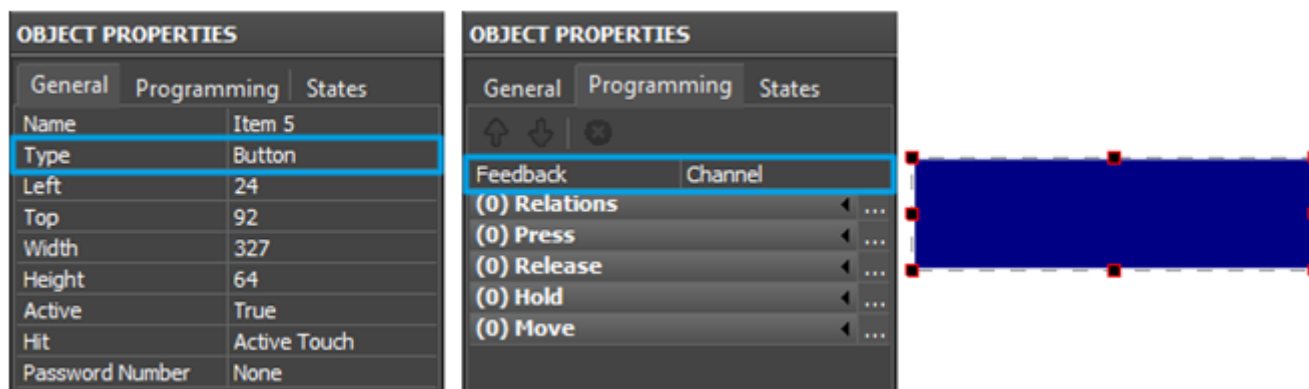 OBJECT PROPERTIES
General Programming States
Name Item 5
Type Button
Left 24
Top 92
Width 327
Height 64
Active True
Hit Active Touch
Password Number None
OBJECT PROPERTIES
General Programming States
Feedback Channel
(0) Relations ...
(0) Press ...
(0) Release ...
(0) Hold ...
(0) Move ...